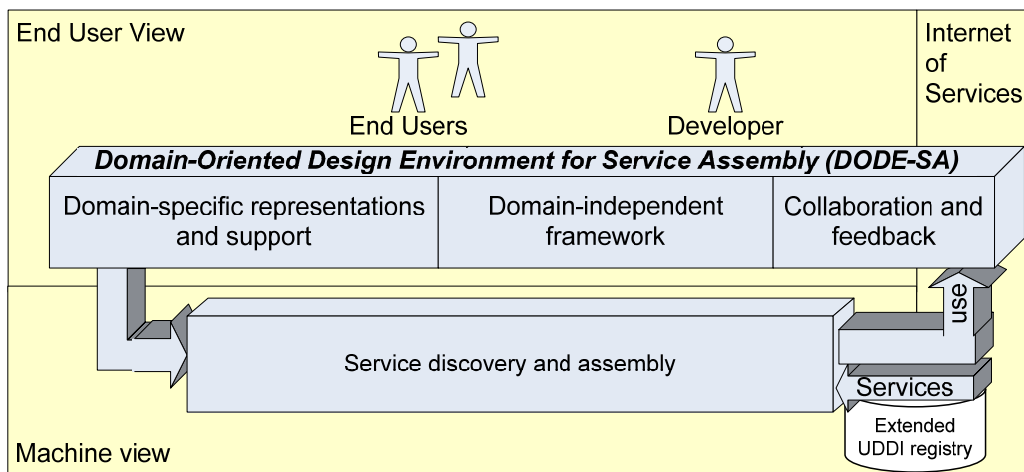 End User View
Internet
of
Services
End Users
Developer
Domain-Oriented Design Environment for Service Assembly (DODE-SA)
Domain-specific representations
and support
Domain-independent
framework
Collaboration and
feedback
use
Service discovery and assembly
Services
Extended
UDDI registry
Machine view